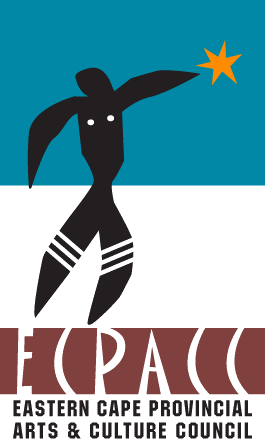 ECPACC
EASTERN CAPE PROVINCIAL
ARTS & CULTURE COUNCIL